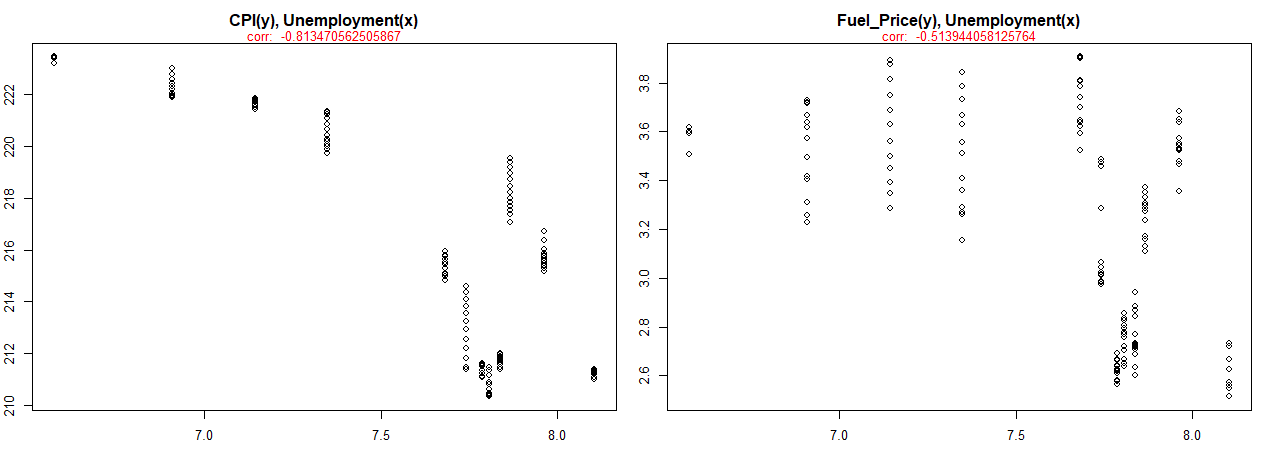 CPI(y), Unemployment(x)
corr: -0.813470562505867
222
220
218
216
214
212
210
7.0 7.5 8.0
Fuel_Price(y), Unemployment(x)
corr: -0.513944058125764
3.8
3.6
3.4
3.2
3.0
2.8
2.6
7.0 7.5 8.0